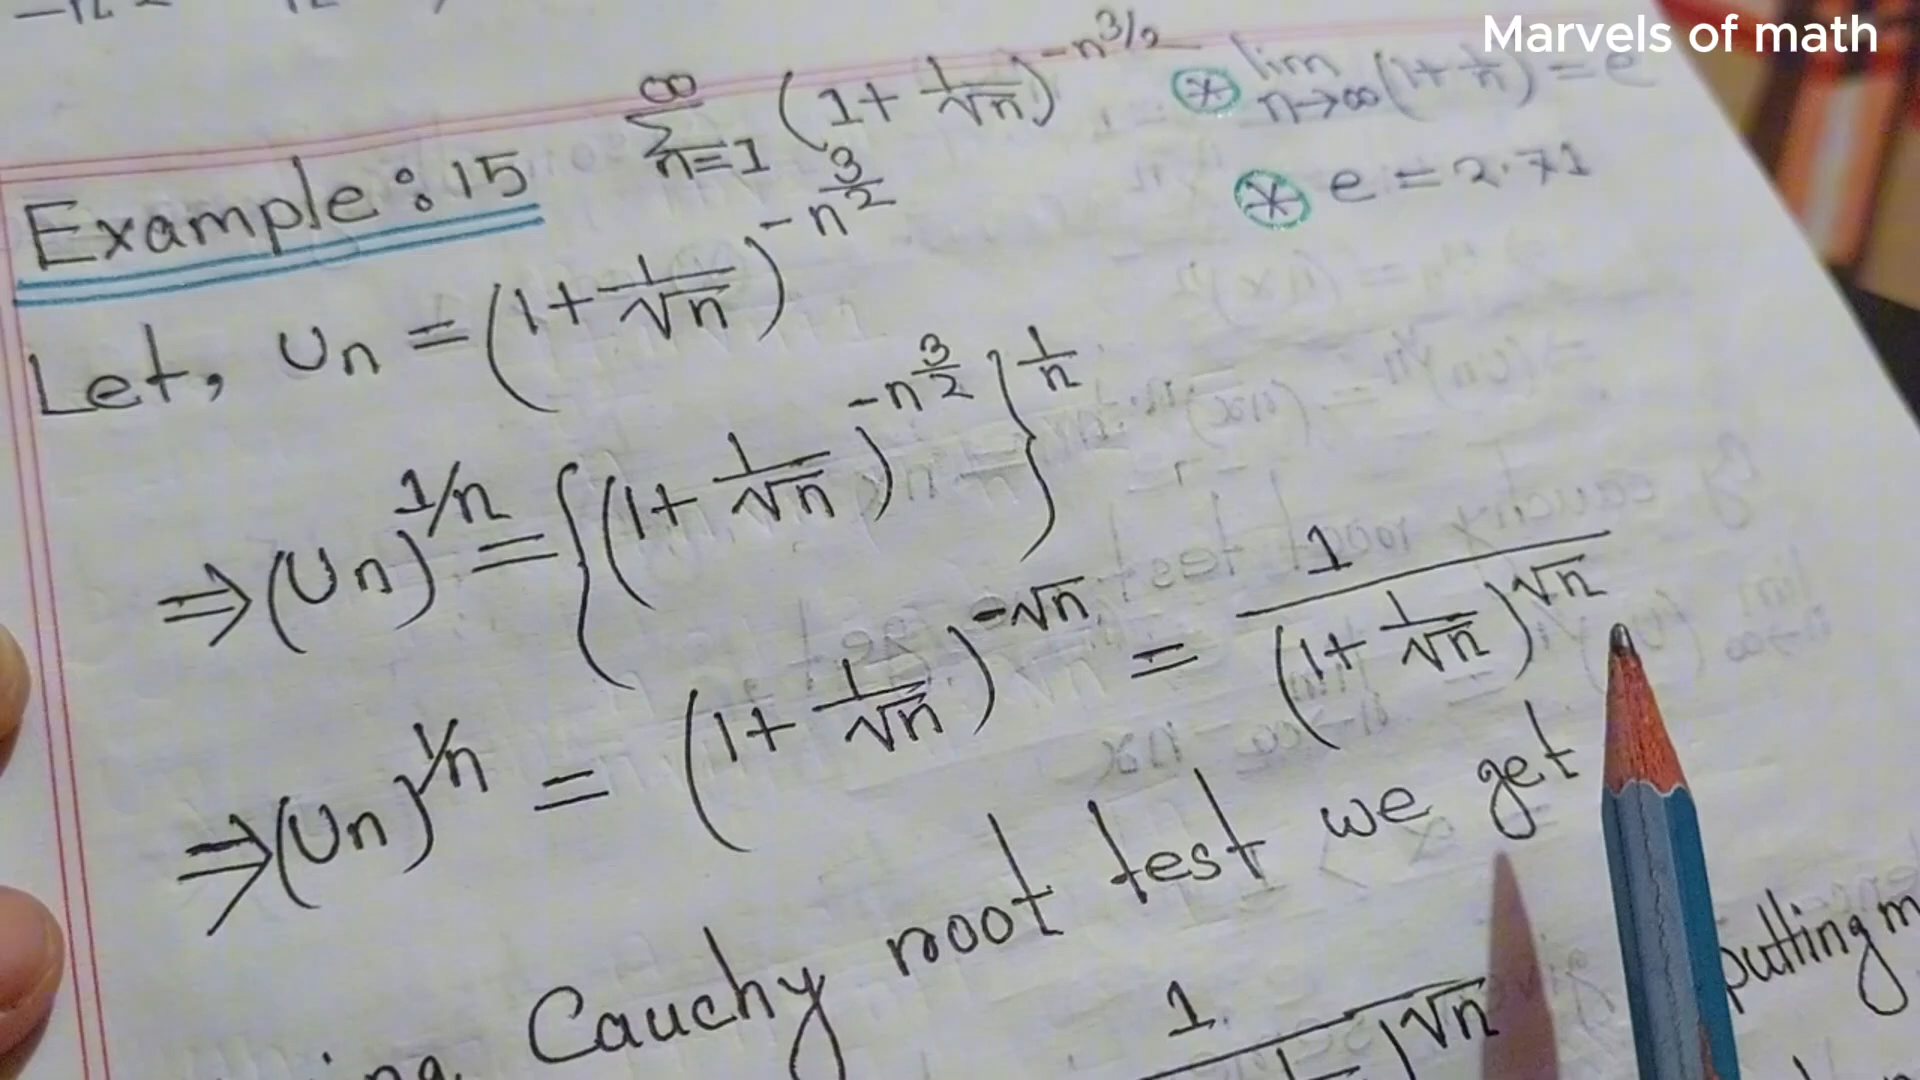 Marvels of math
Example: 15 ∑_{n=1}^{∞} (1 + 1/√n)^{-n^{3/2}}
⊛ lim_{n→∞} (1 + 1/n) = e
⊛ e = 2.71
Let, Un = (1 + 1/√n)^{-n^{3/2}}
⇒ (Un)^{1/n} = {(1 + 1/√n)^{-n^{3/2}}}^{1/n}
⇒ (Un)^{1/n} = (1 + 1/√n)^{-√n} = 1/(1 + 1/√n)^{√n}
Cauchy root test we get
putting